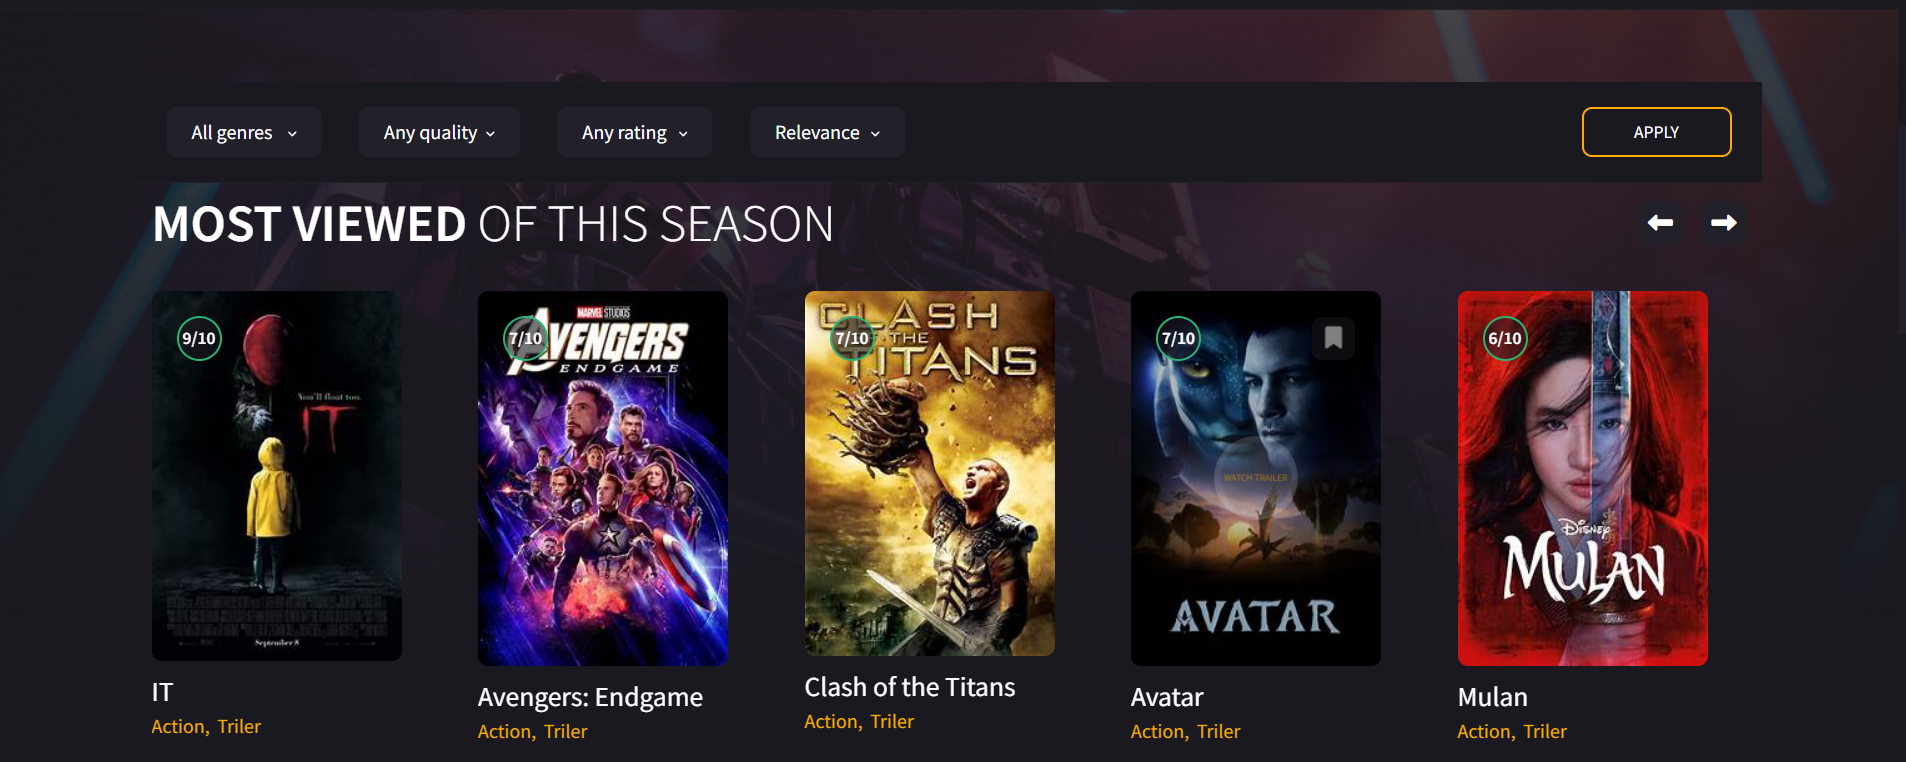 All genres
Any quality
Any rating
Relevance
APPLY
MOST VIEWED OF THIS SEASON
9/10
You'll float too.
IT
September 8
IT
Action, Triler
7/10
MARVEL STUDIOS
AVENGERS
ENDGAME
Avengers: Endgame
Action, Triler
7/10
CLASH
OF THE
TITANS
Clash of the Titans
Action, Triler
7/10
WATCH TRAILER
AVATAR
Avatar
Action, Triler
6/10
DISNEY
MULAN
Mulan
Action, Triler